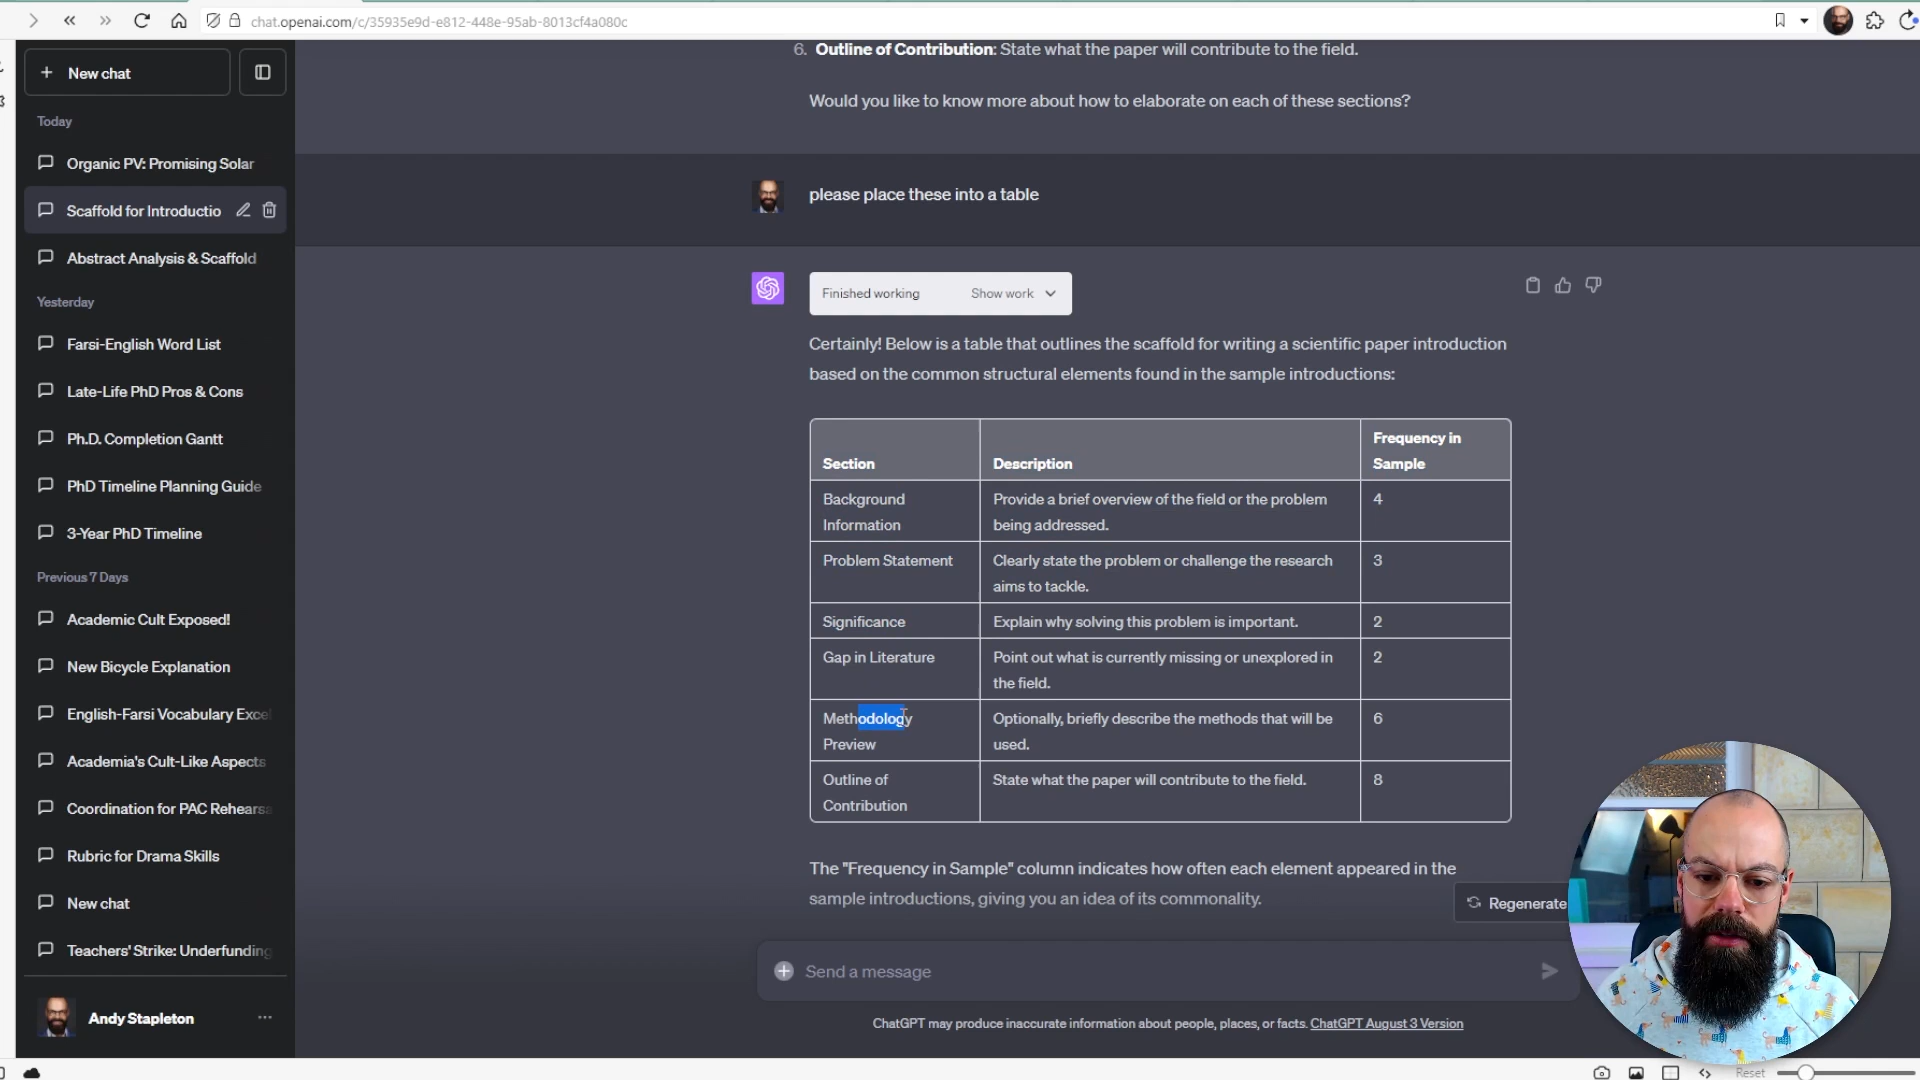 chat.openai.com/c/35935e9d-e812-448e-95ab-8013cf4a080c
New chat
Today
Organic PV: Promising Solar
Scaffold for Introductio
Abstract Analysis & Scaffold
Yesterday
Farsi-English Word List
Late-Life PhD Pros & Cons
Ph.D. Completion Gantt
PhD Timeline Planning Guide
3-Year PhD Timeline
Previous 7 Days
Academic Cult Exposed!
New Bicycle Explanation
English-Farsi Vocabulary Excel
Academia's Cult-Like Aspects
Coordination for PAC Rehearsa
Rubric for Drama Skills
New chat
Teachers' Strike: Underfunding
Andy Stapleton
6. Outline of Contribution: State what the paper will contribute to the field.
Would you like to know more about how to elaborate on each of these sections?
please place these into a table
Finished working Show work
Certainly! Below is a table that outlines the scaffold for writing a scientific paper introduction
based on the common structural elements found in the sample introductions:
Frequency in
Section Description Sample
Background Provide a brief overview of the field or the problem 4
Information being addressed.
Problem Statement Clearly state the problem or challenge the research 3
aims to tackle.
Significance Explain why solving this problem is important. 2
Gap in Literature Point out what is currently missing or unexplored in 2
the field.
Methodology Optionally, briefly describe the methods that will be 6
Preview used.
Outline of State what the paper will contribute to the field. 8
Contribution
The "Frequency in Sample" column indicates how often each element appeared in the
sample introductions, giving you an idea of its commonality.
Regenerate
Send a message
ChatGPT may produce inaccurate information about people, places, or facts. ChatGPT August 3 Version
Reset